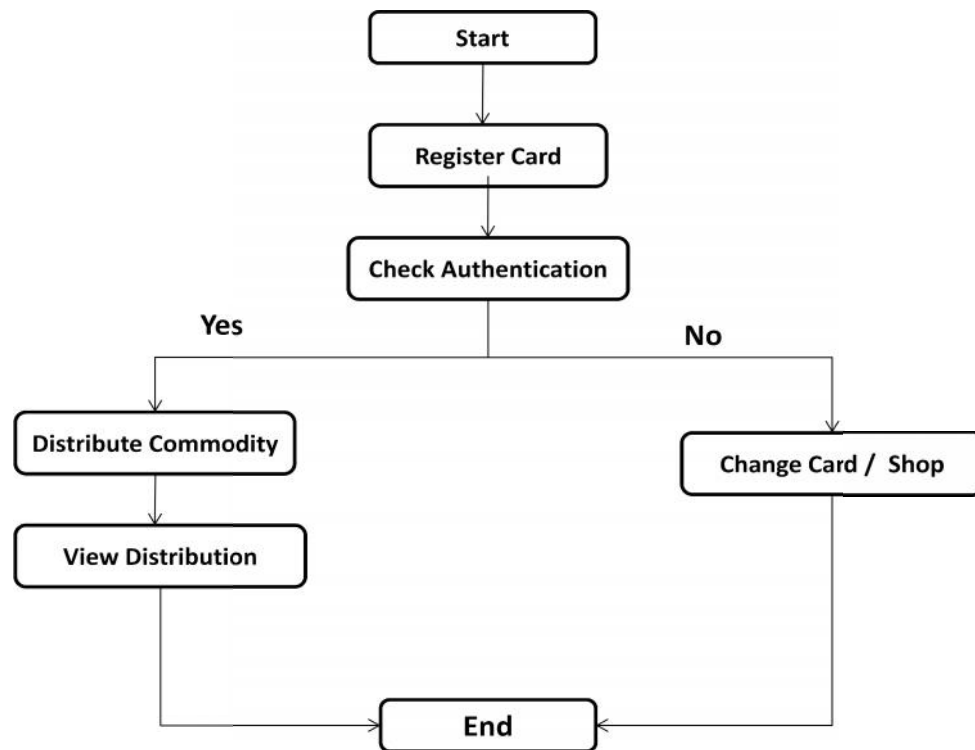 Start
Register Card
Check Authentication
Yes
No
Distribute Commodity
Change Card / Shop
View Distribution
End